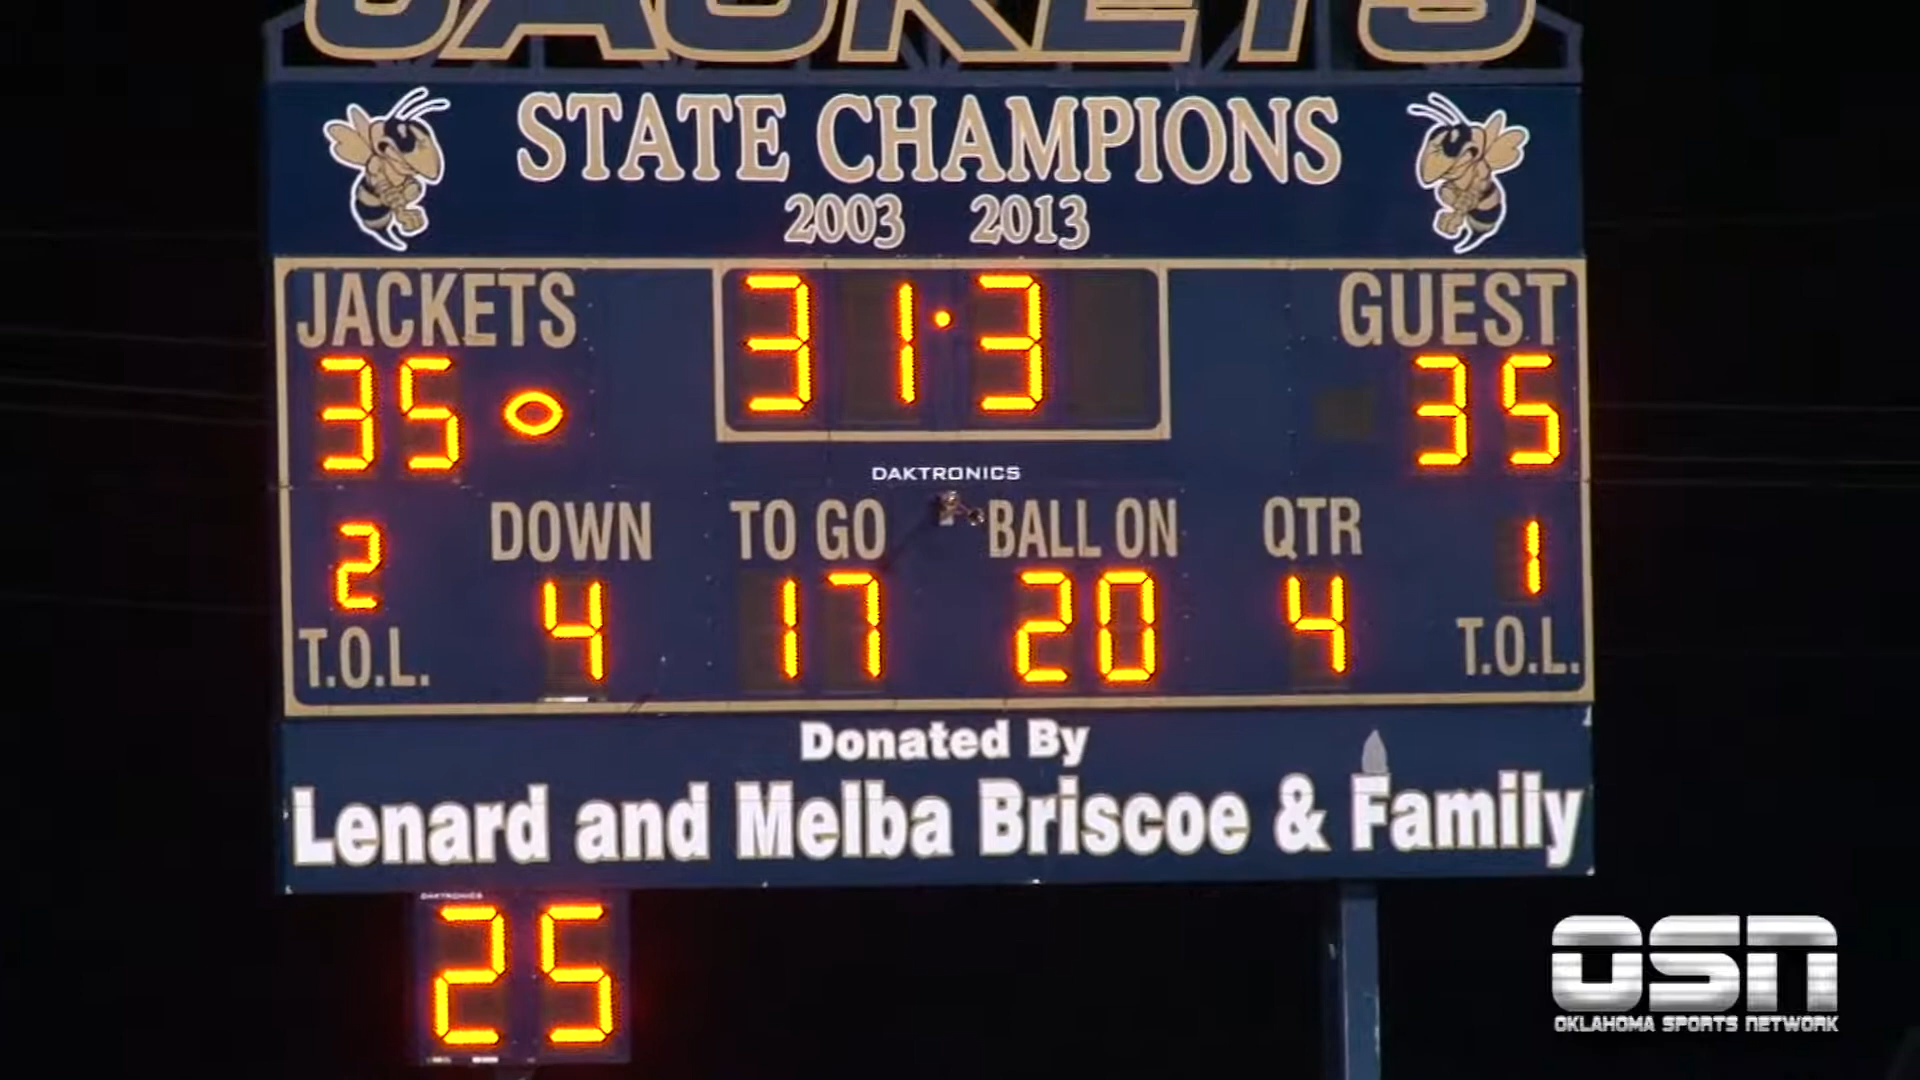 JACKETS
STATE CHAMPIONS
2003 2013
JACKETS
31.3
GUEST
35
35
DAKTRONICS
DOWN
TO GO
BALL ON
QTR
2
4
17
20
4
1
T.O.L.
T.O.L.
Donated By
Lenard and Melba Briscoe & Family
DAKTRONICS
25
OSN
OKLAHOMA SPORTS NETWORK